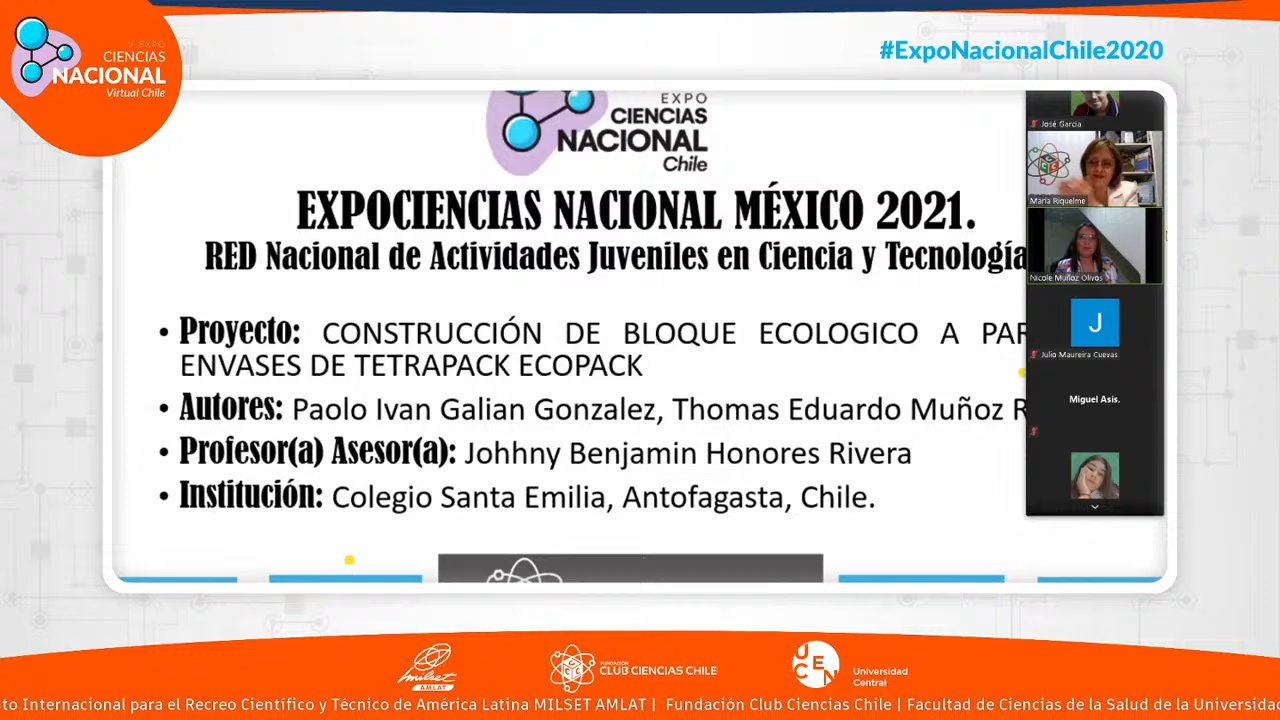 V EXPO
CIENCIAS
NACIONAL
Virtual Chile
#ExpoNacionalChile2020
EXPO
CIENCIAS
NACIONAL
Chile
EXPOCIENCIAS NACIONAL MÉXICO 2021.
RED Nacional de Actividades Juveniles en Ciencia y Tecnología
• Proyecto: CONSTRUCCIÓN DE BLOQUE ECOLOGICO A PAR
ENVASES DE TETRAPACK ECOPACK
• Autores: Paolo Ivan Galian Gonzalez, Thomas Eduardo Muñoz R
• Profesor(a) Asesor(a): Johhny Benjamin Honores Rivera
• Institución: Colegio Santa Emilia, Antofagasta, Chile.
José Garcia
María Riquelme
Nicole Muñoz Olivos
J
Julio Maureira Cuevas
Miguel Asis.
milset
AMLAT
FUNDACIÓN
CLUB CIENCIAS CHILE
UCEN
Universidad
Central
to Internacional para el Recreo Científico y Técnico de América Latina MILSET AMLAT | Fundación Club Ciencias Chile | Facultad de Ciencias de la Salud de la Universidad